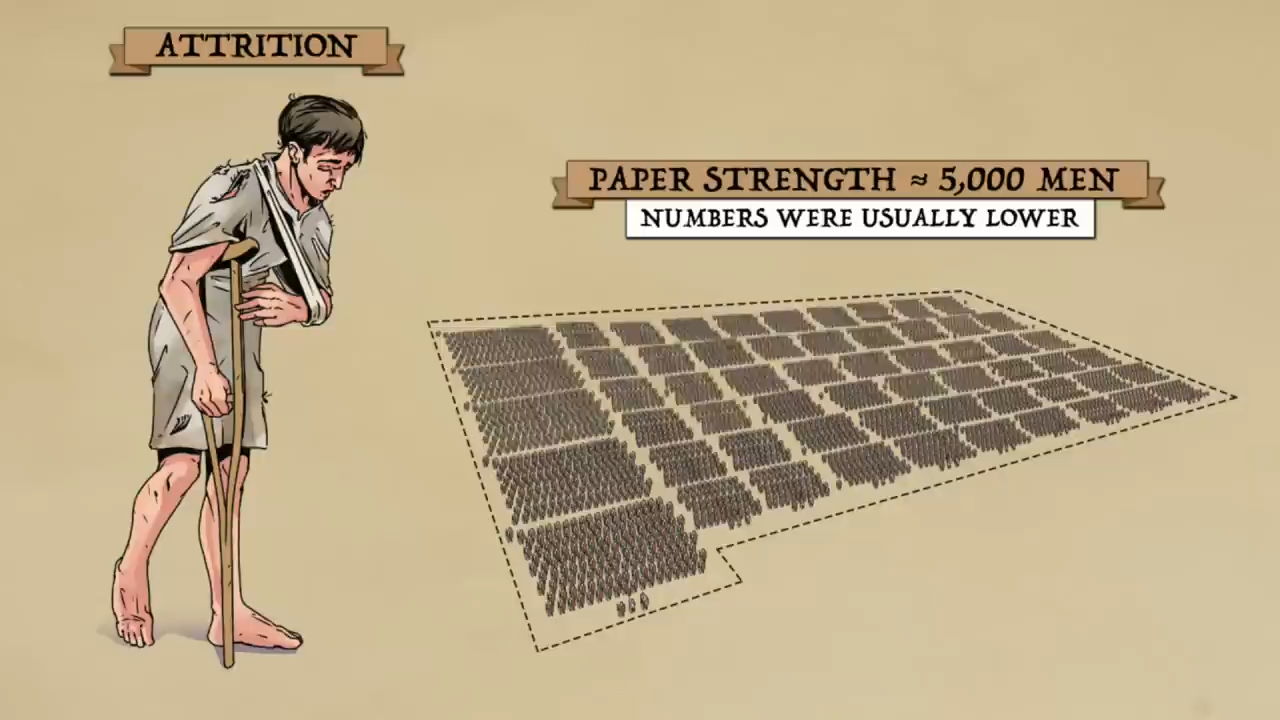 ATTRITION
PAPER STRENGTH ≈ 5,000 MEN
NUMBERS WERE USUALLY LOWER